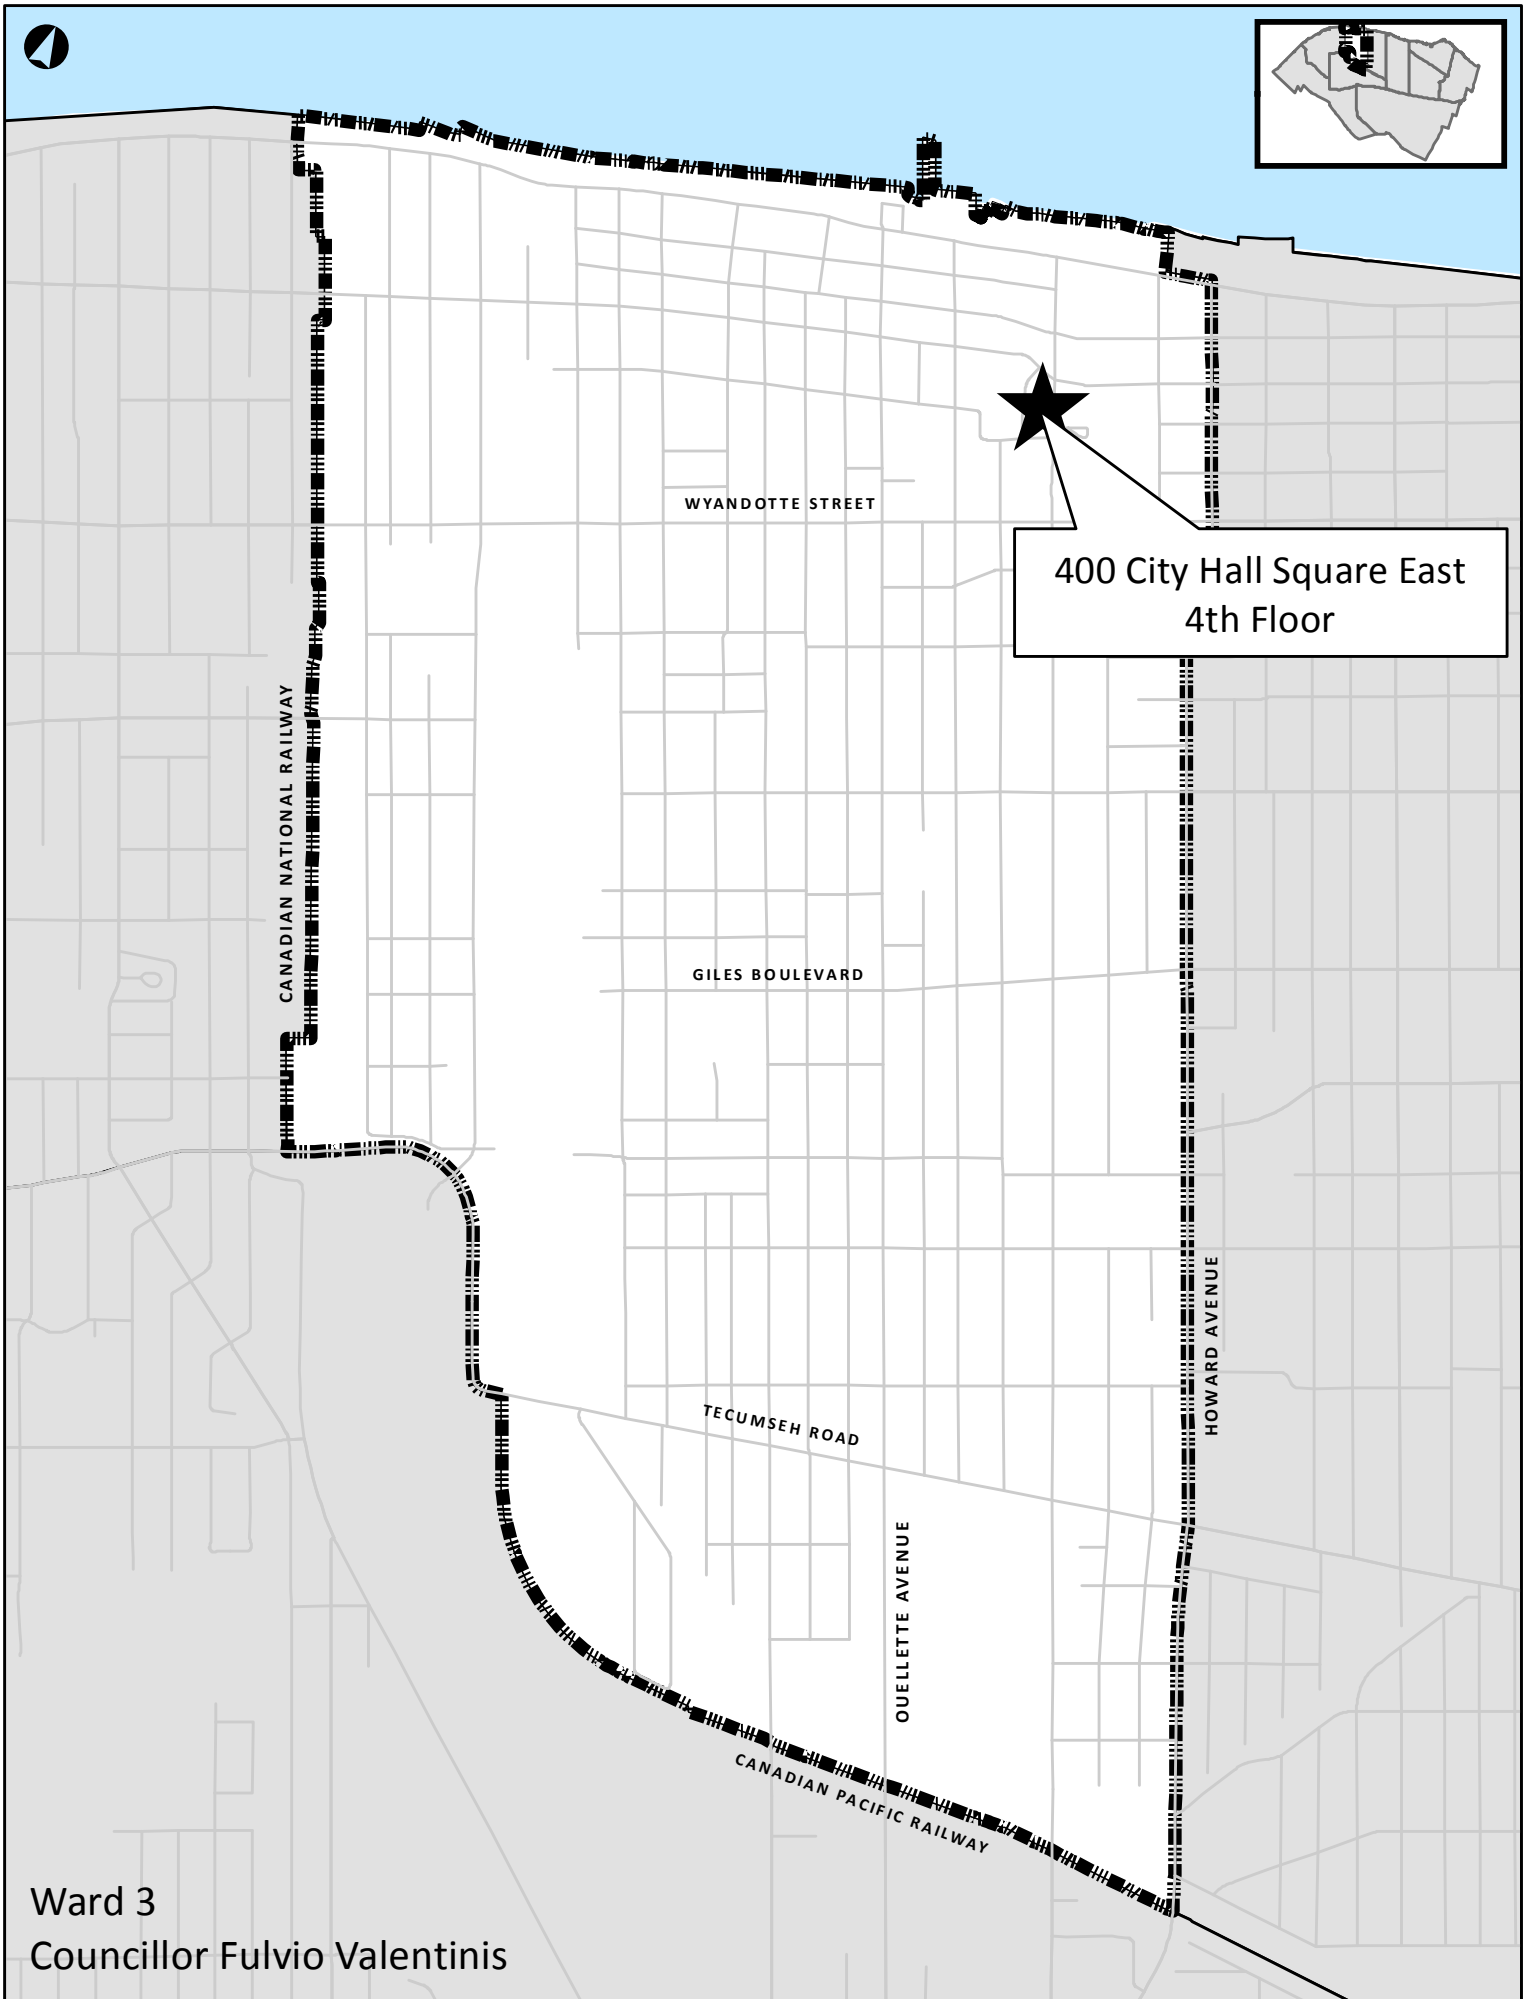 WYANDOTTE STREET
400 City Hall Square East
4th Floor
CANADIAN NATIONAL RAILWAY
GILES BOULEVARD
HOWARD AVENUE
TECUMSEH ROAD
OUELLETTE AVENUE
CANADIAN PACIFIC RAILWAY
Ward 3
Councillor Fulvio Valentinis